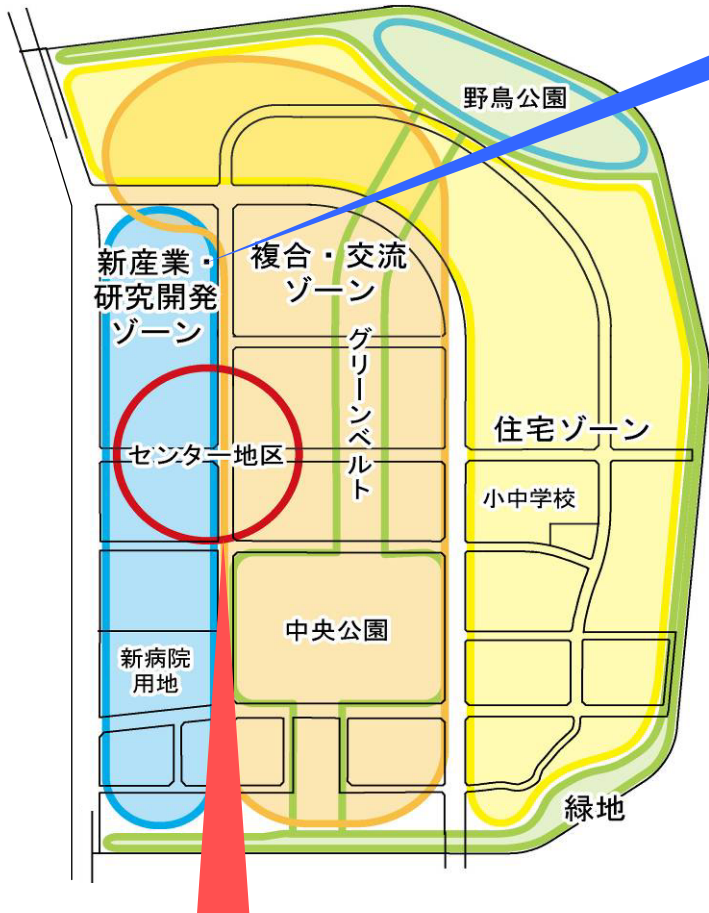 野鳥公園
新産業・
研究開発
ゾーン
複合・交流
ゾーン
グリーンベルト
センター地区
住宅ゾーン
小中学校
中央公園
新病院
用地
緑地